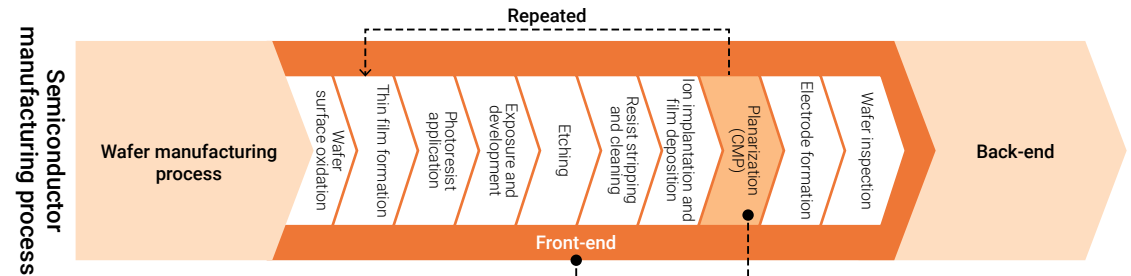 Semiconductor
manufacturing process
Repeated
Wafer manufacturing
process
Wafer
surface oxidation
Thin film formation
Photoresist
application
Exposure and
development
Etching
Resist stripping
and cleaning
Ion implantation and
film deposition
Planarization
(CMP)
Electrode formation
Wafer inspection
Front-end
Back-end